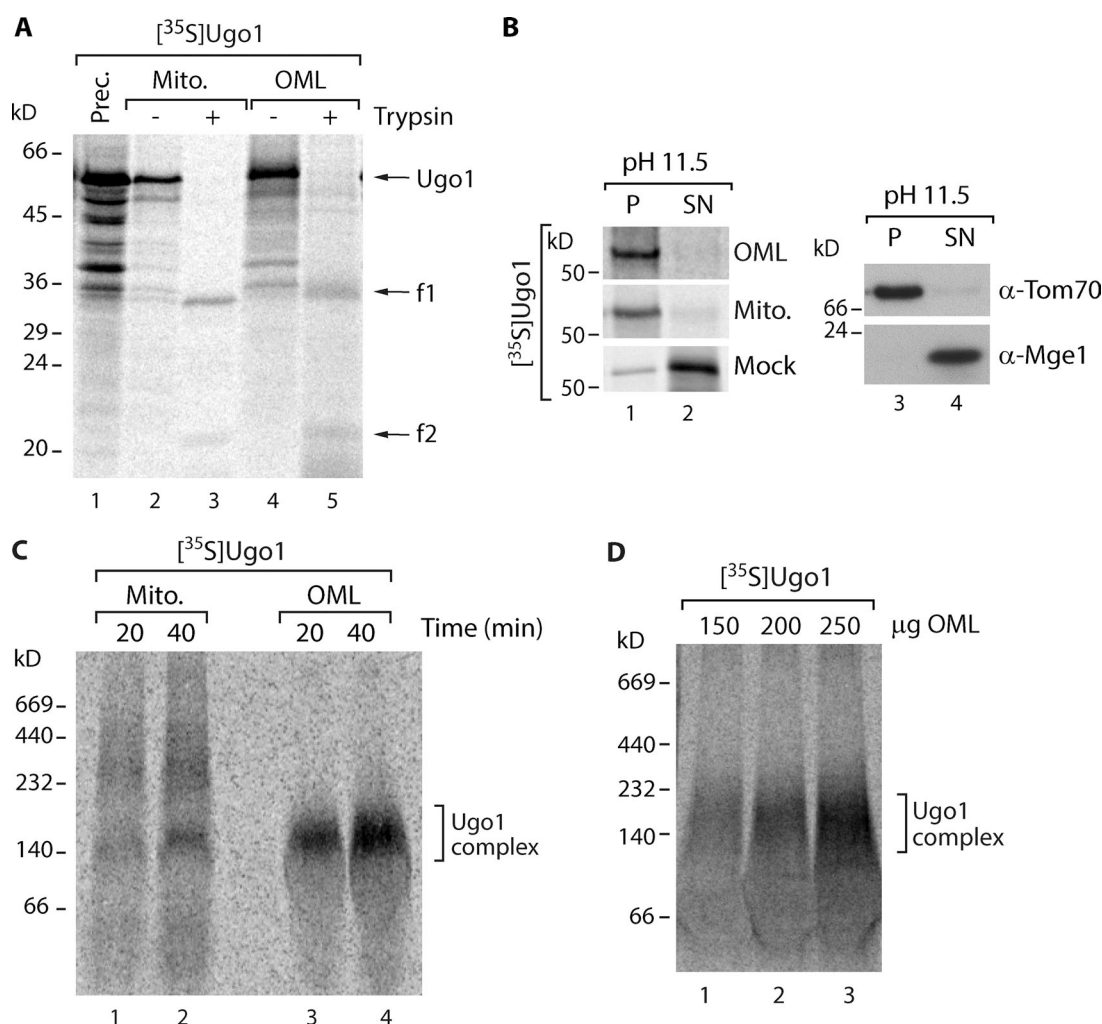 A
[³⁵S]Ugo1
Prec.
Mito.
OML
kD
- + - + Trypsin
66
Ugo1
45
36
f1
29
24
f2
20
1 2 3 4 5
B
pH 11.5
P SN
[³⁵S]Ugo1
kD
OML
50
Mito.
50
Mock
50
1 2
pH 11.5
kD
P SN
α-Tom70
66
24
α-Mge1
3 4
C
[³⁵S]Ugo1
Mito. OML
20 40 20 40 Time (min)
kD
669
440
232
Ugo1
complex
140
66
1 2 3 4
D
[³⁵S]Ugo1
150 200 250 μg OML
kD
669
440
232
Ugo1
complex
140
66
1 2 3